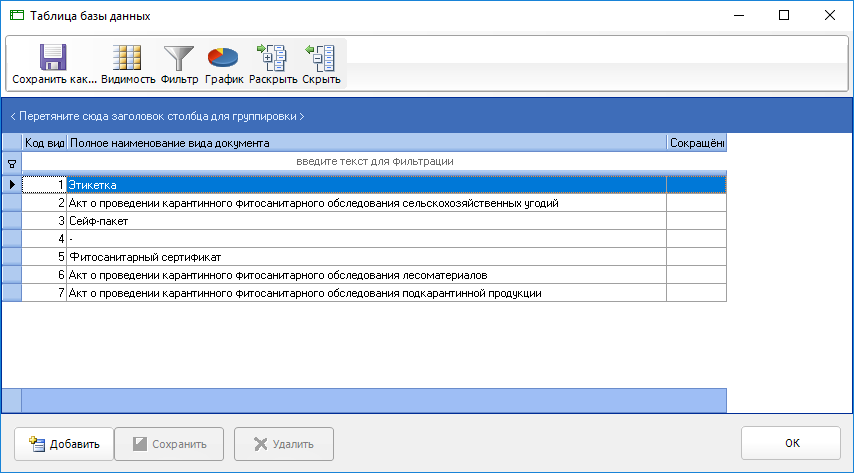 Таблица базы данных
Сохранить как... Видимость Фильтр График Раскрыть Скрыть
< Перетяните сюда заголовок столбца для группировки >
Код вид Полное наименование вида документа Сокращённ
введите текст для фильтрации
1 Этикетка
2 Акт о проведении карантинного фитосанитарного обследования сельскохозяйственных угодий
3 Сейф-пакет
4 -
5 Фитосанитарный сертификат
6 Акт о проведении карантинного фитосанитарного обследования лесоматериалов
7 Акт о проведении карантинного фитосанитарного обследования подкарантинной продукции
Добавить Сохранить Удалить ОК